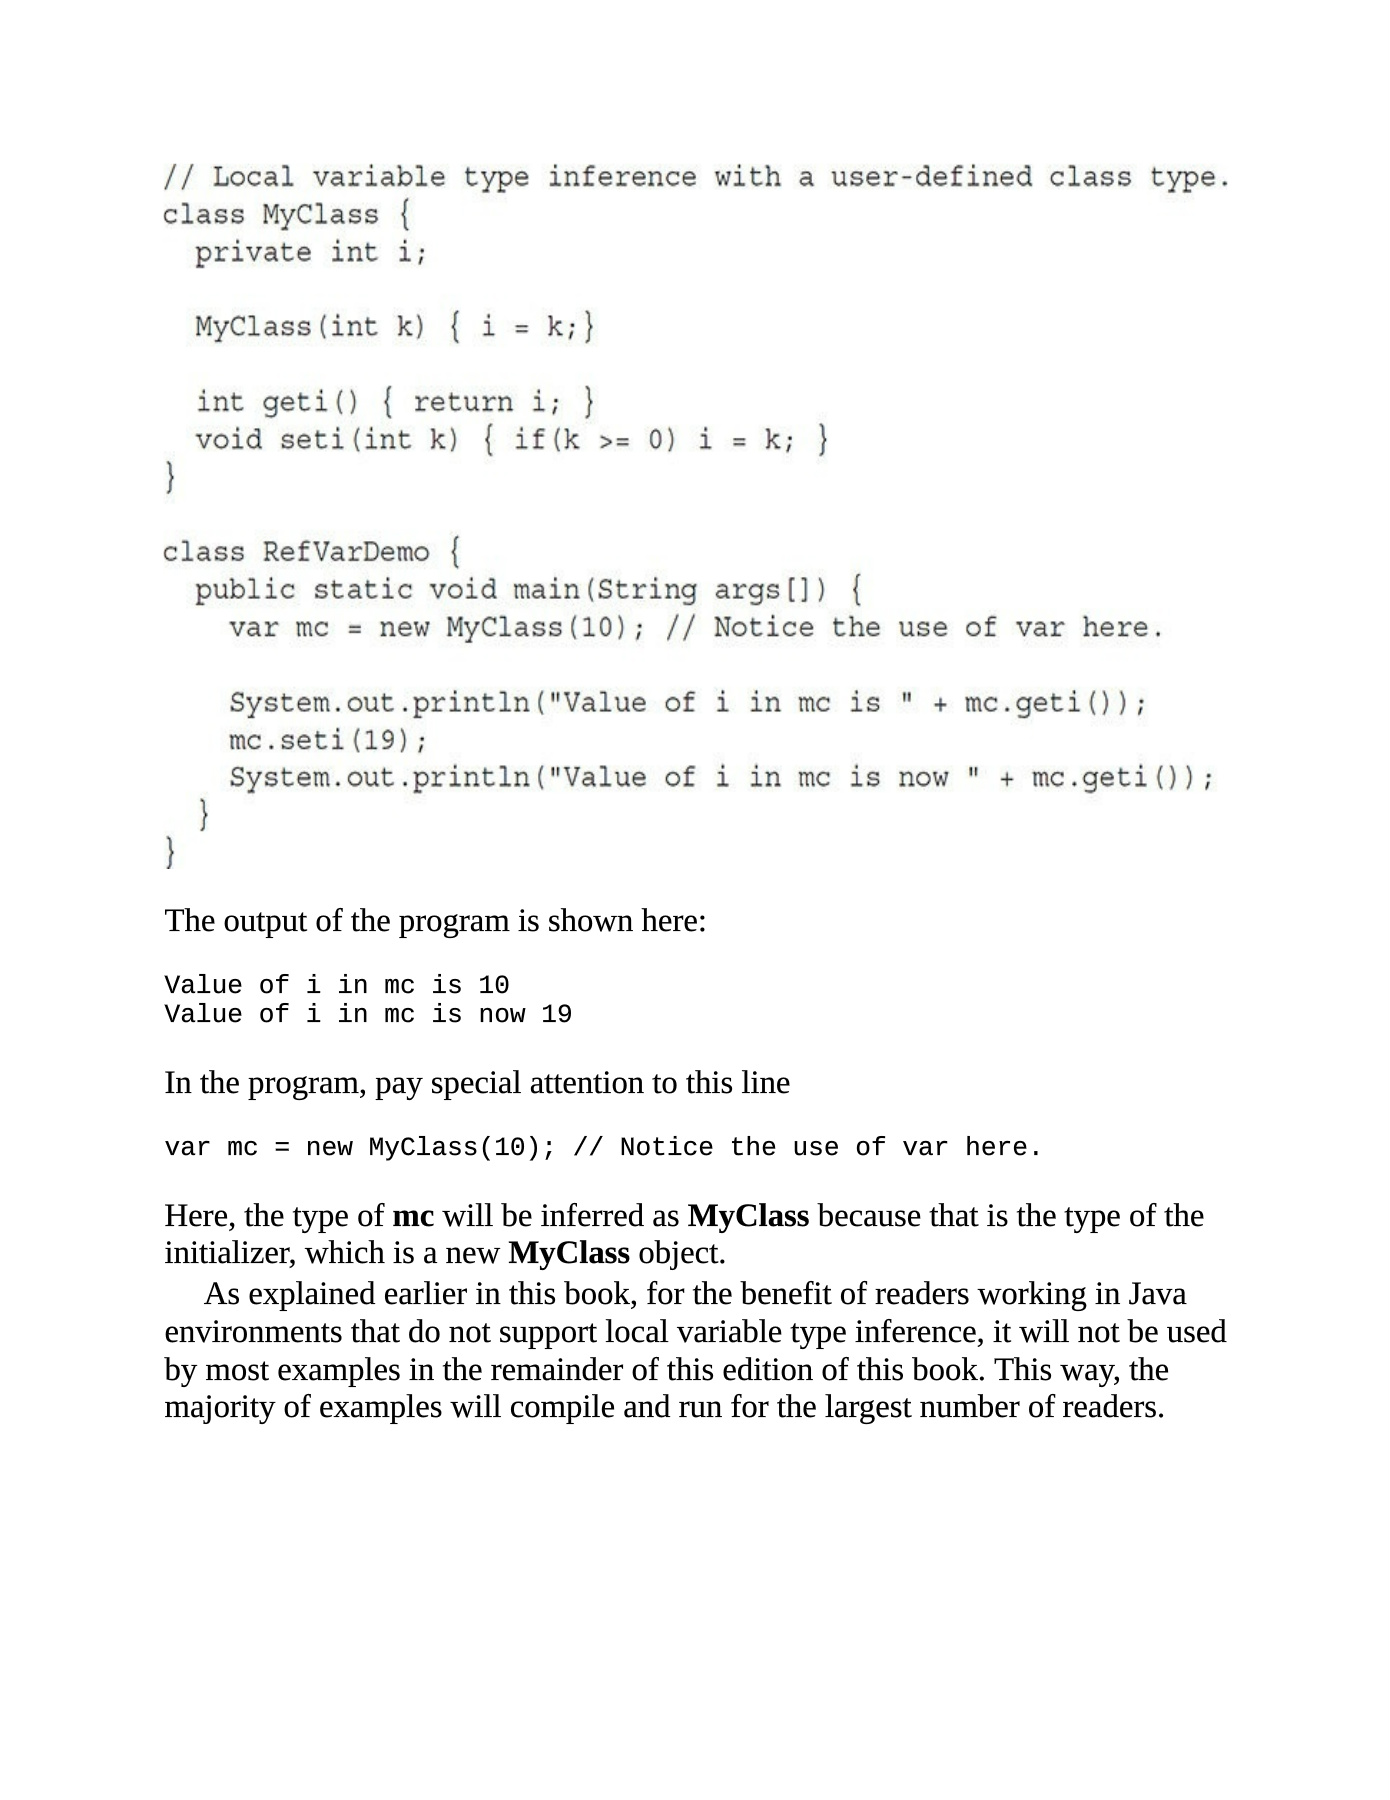 // Local variable type inference with a user-defined class type.
class MyClass {
  private int i;

  MyClass(int k) { i = k;}

  int geti() { return i; }
  void seti(int k) { if(k >= 0) i = k; }
}

class RefVarDemo {
  public static void main(String args[]) {
    var mc = new MyClass(10); // Notice the use of var here.

    System.out.println("Value of i in mc is " + mc.geti());
    mc.seti(19);
    System.out.println("Value of i in mc is now " + mc.geti());
  }
}
The output of the program is shown here:
Value of i in mc is 10
Value of i in mc is now 19
In the program, pay special attention to this line
var mc = new MyClass(10); // Notice the use of var here.
Here, the type of mc will be inferred as MyClass because that is the type of the
initializer, which is a new MyClass object.
As explained earlier in this book, for the benefit of readers working in Java
environments that do not support local variable type inference, it will not be used
by most examples in the remainder of this edition of this book. This way, the
majority of examples will compile and run for the largest number of readers.